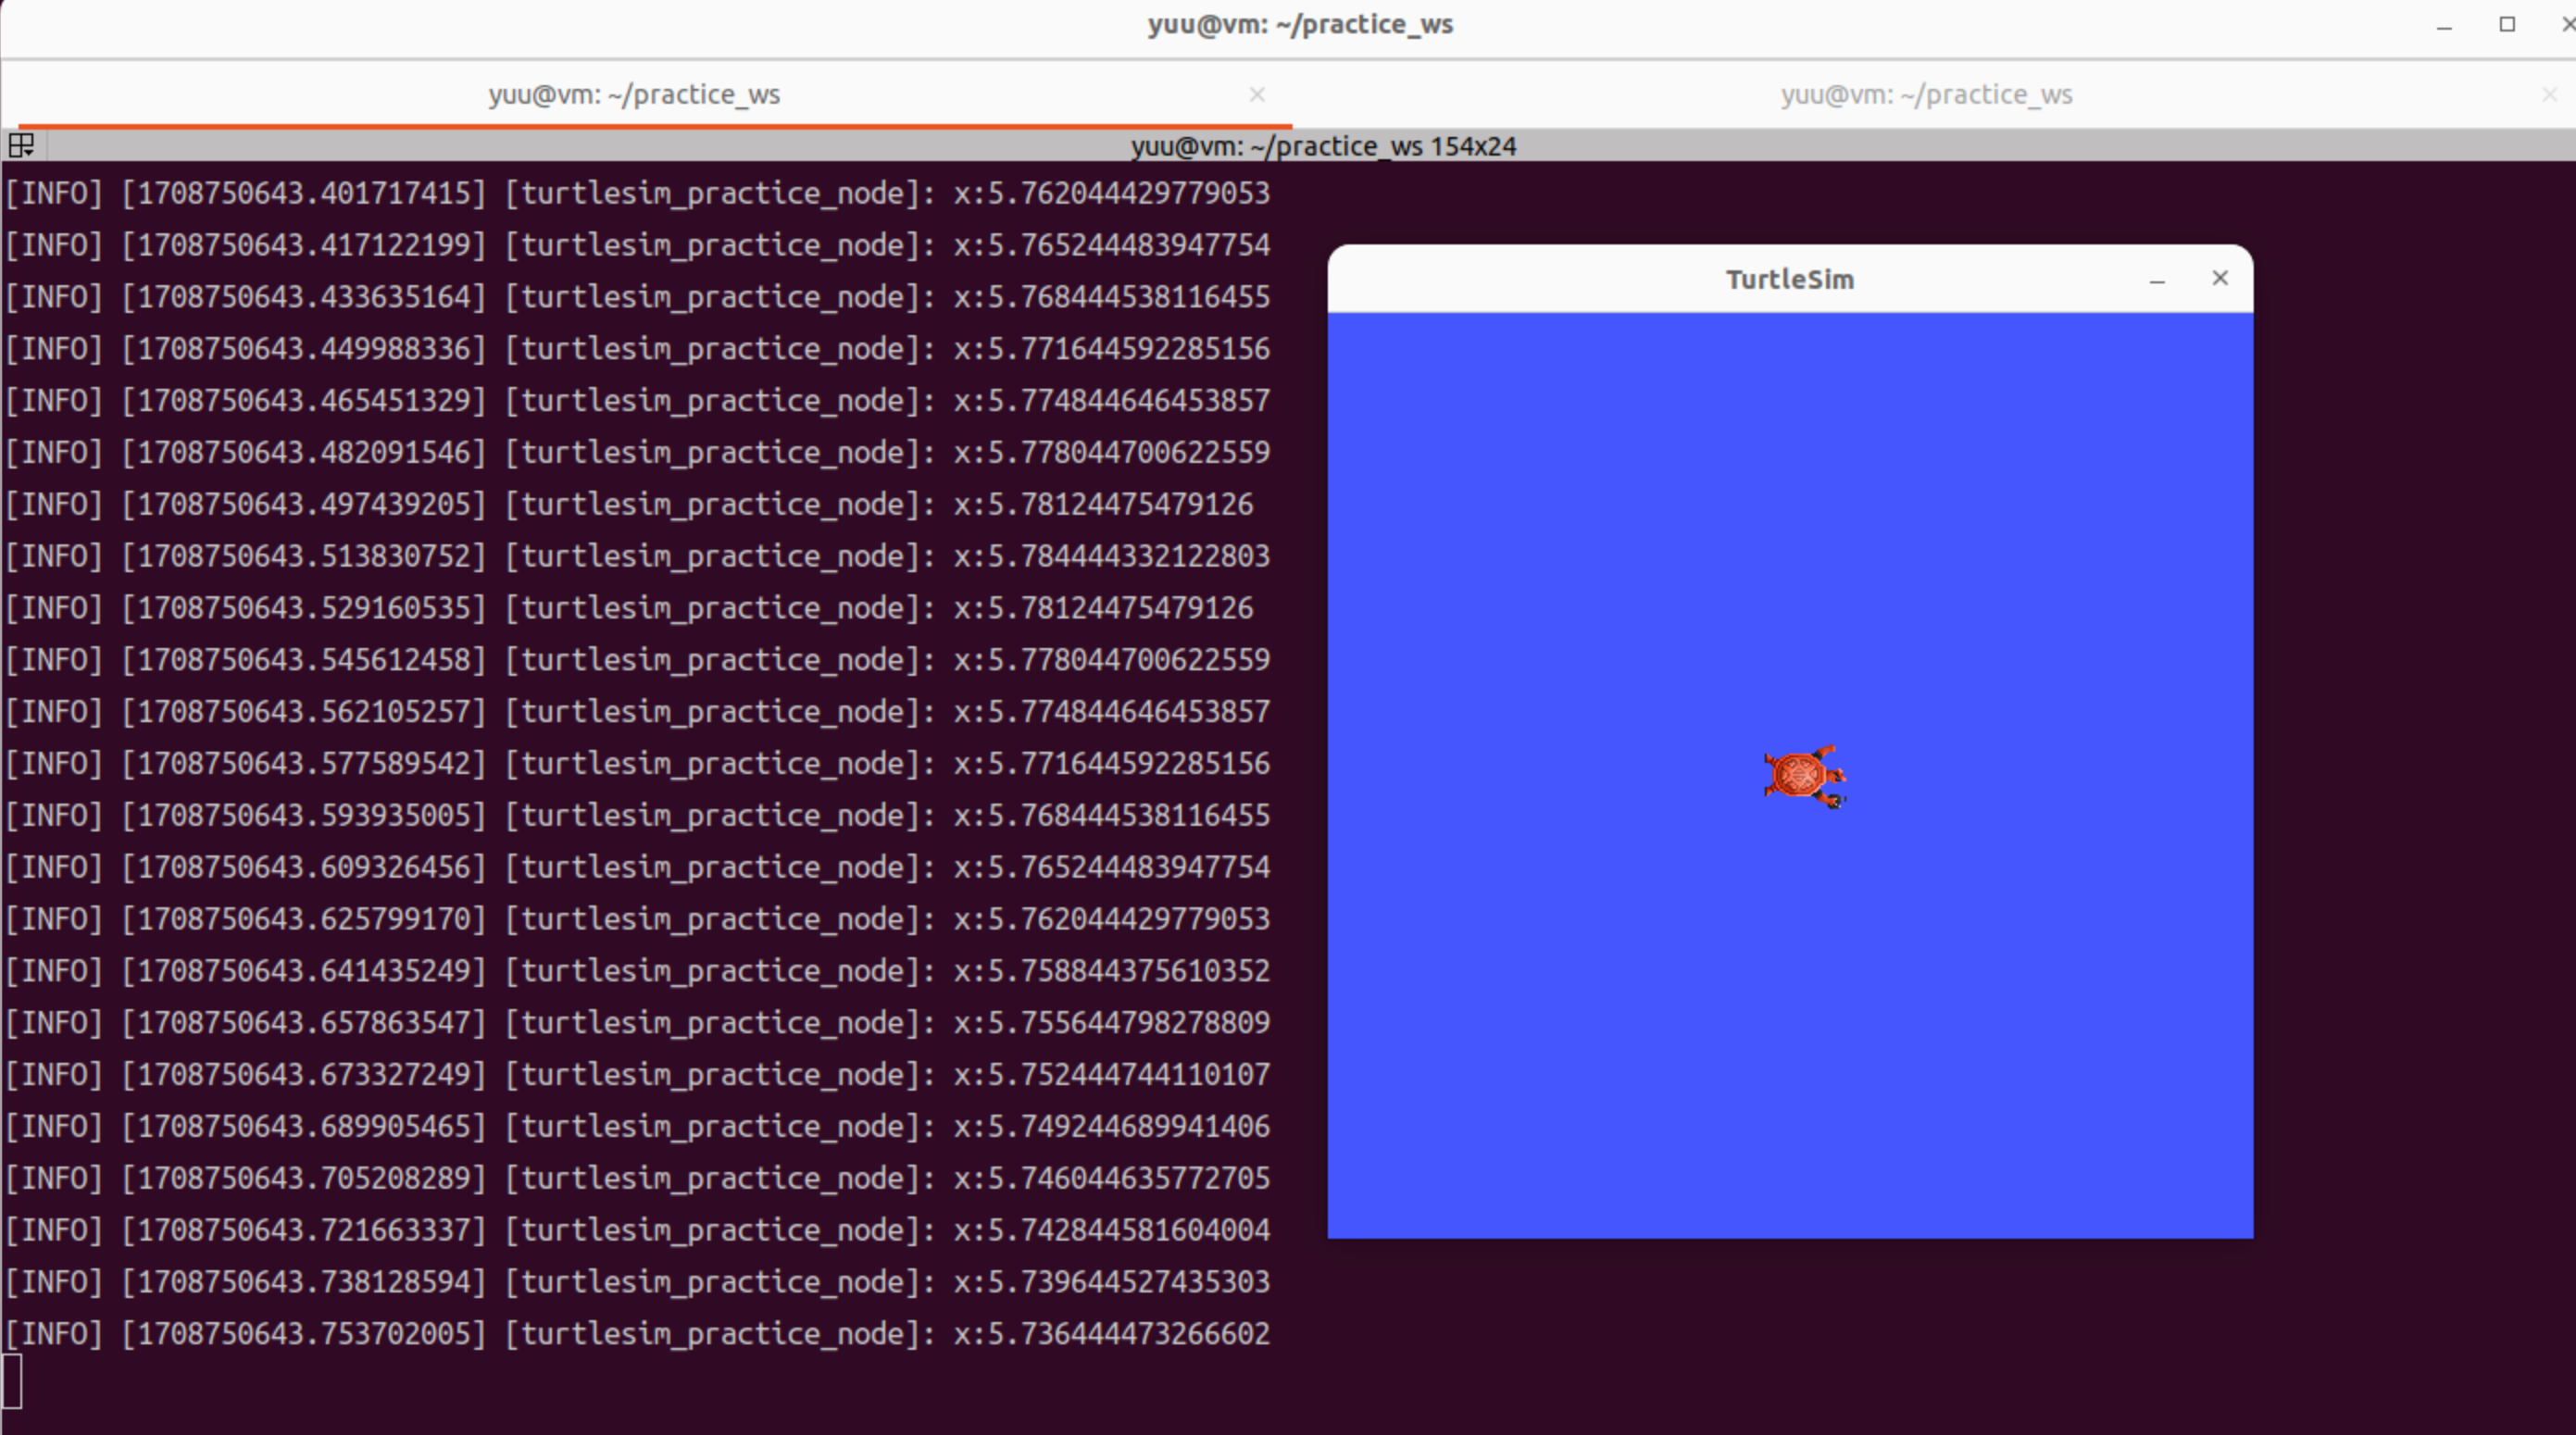 yuu@vm: ~/practice_ws
yuu@vm: ~/practice_ws
yuu@vm: ~/practice_ws
yuu@vm: ~/practice_ws 154x24
[INFO] [1708750643.401717415] [turtlesim_practice_node]: x:5.762044429779053
[INFO] [1708750643.417122199] [turtlesim_practice_node]: x:5.765244483947754
[INFO] [1708750643.433635164] [turtlesim_practice_node]: x:5.768444538116455
[INFO] [1708750643.449988336] [turtlesim_practice_node]: x:5.771644592285156
[INFO] [1708750643.465451329] [turtlesim_practice_node]: x:5.774844646453857
[INFO] [1708750643.482091546] [turtlesim_practice_node]: x:5.778044700622559
[INFO] [1708750643.497439205] [turtlesim_practice_node]: x:5.78124475479126
[INFO] [1708750643.513830752] [turtlesim_practice_node]: x:5.784444332122803
[INFO] [1708750643.529160535] [turtlesim_practice_node]: x:5.78124475479126
[INFO] [1708750643.545612458] [turtlesim_practice_node]: x:5.778044700622559
[INFO] [1708750643.562105257] [turtlesim_practice_node]: x:5.774844646453857
[INFO] [1708750643.577589542] [turtlesim_practice_node]: x:5.771644592285156
[INFO] [1708750643.593935005] [turtlesim_practice_node]: x:5.768444538116455
[INFO] [1708750643.609326456] [turtlesim_practice_node]: x:5.765244483947754
[INFO] [1708750643.625799170] [turtlesim_practice_node]: x:5.762044429779053
[INFO] [1708750643.641435249] [turtlesim_practice_node]: x:5.758844375610352
[INFO] [1708750643.657863547] [turtlesim_practice_node]: x:5.755644798278809
[INFO] [1708750643.673327249] [turtlesim_practice_node]: x:5.752444744110107
[INFO] [1708750643.689905465] [turtlesim_practice_node]: x:5.749244689941406
[INFO] [1708750643.705208289] [turtlesim_practice_node]: x:5.746044635772705
[INFO] [1708750643.721663337] [turtlesim_practice_node]: x:5.742844581604004
[INFO] [1708750643.738128594] [turtlesim_practice_node]: x:5.739644527435303
[INFO] [1708750643.753702005] [turtlesim_practice_node]: x:5.736444473266602
TurtleSim